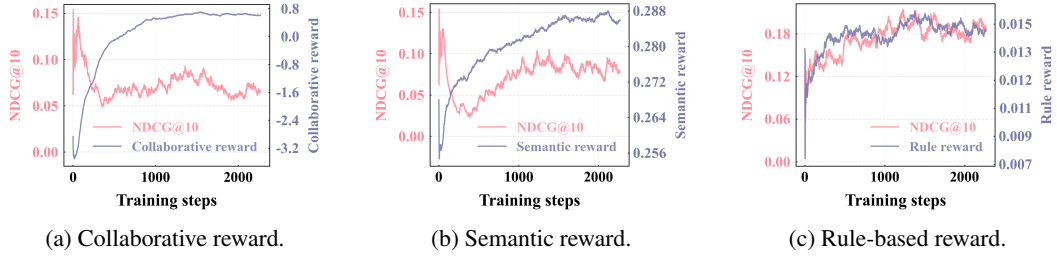 0.15
0.10
0.05
0.00
NDCG@10
0.8
0.0
-0.8
-1.6
-2.4
-3.2
Collaborative reward
NDCG@10
Collaborative reward
0
1000
2000
Training steps
(a) Collaborative reward.
0.15
0.10
0.05
0.00
NDCG@10
0.288
0.280
0.272
0.264
0.256
Semantic reward
NDCG@10
Semantic reward
0
1000
2000
Training steps
(b) Semantic reward.
0.18
0.12
0.06
0.00
NDCG@10
0.015
0.013
0.012
0.010
0.009
0.007
Rule reward
NDCG@10
Rule reward
0
1000
2000
Training steps
(c) Rule-based reward.